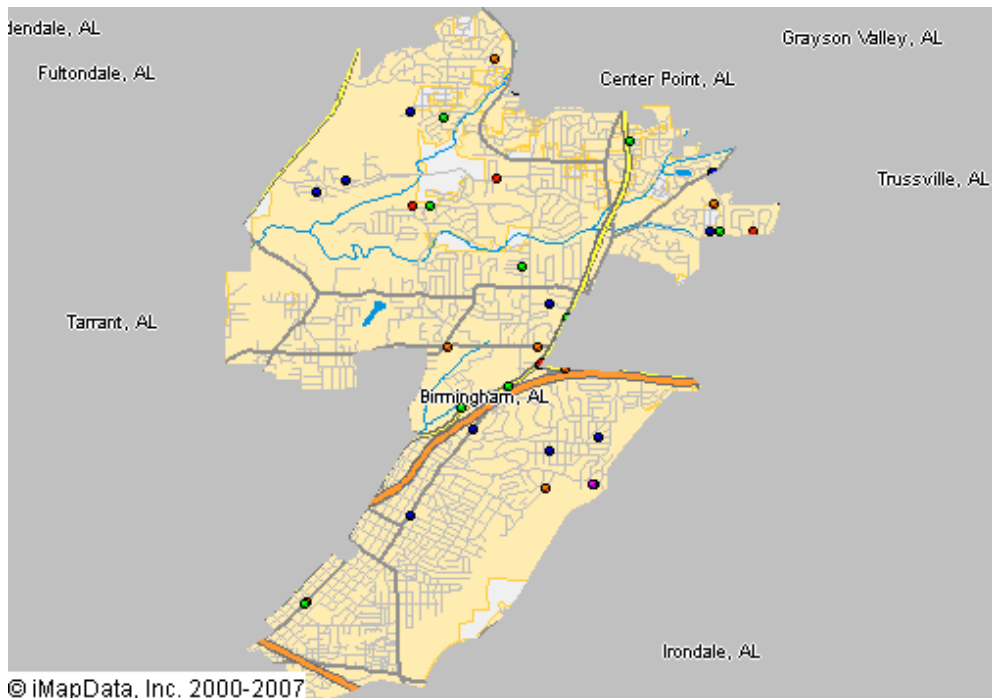 dendale, AL
Grayson Valley, AL
Fultondale, AL
Center Point, AL
Trussville, AL
Tarrant, AL
Birmingham, AL
Irondale, AL
© iMapData, Inc. 2000-2007